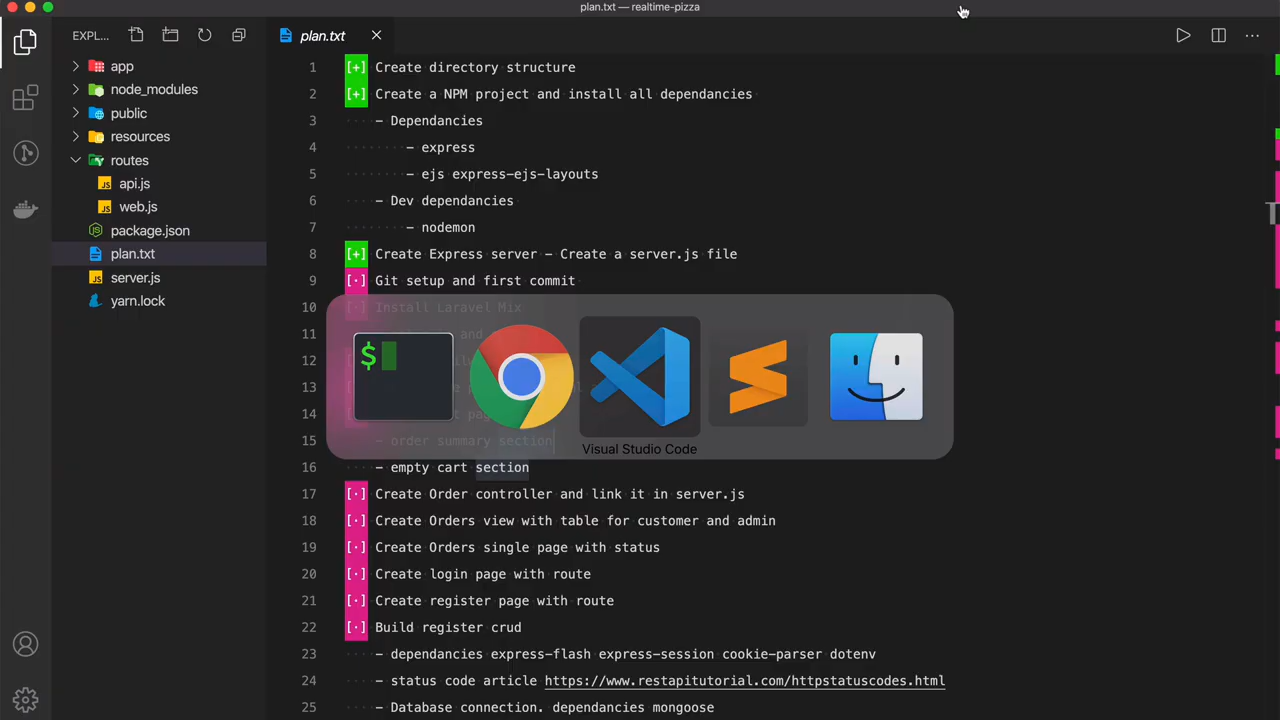 plan.txt — realtime-pizza
EXPL...
plan.txt
app
node_modules
public
resources
routes
JS api.js
JS web.js
package.json
plan.txt
JS server.js
yarn.lock
1 [+] Create directory structure
2 [+] Create a NPM project and install all dependancies
3 - Dependancies
4 - express
5 - ejs express-ejs-layouts
6 - Dev dependancies
7 - nodemon
8 [+] Create Express server - Create a server.js file
9 [·] Git setup and first commit
10 [·] Install Laravel Mix
11 and
12
13
14
15 - order summary section
$
Visual Studio Code
16 - empty cart section
17 [·] Create Order controller and link it in server.js
18 [·] Create Orders view with table for customer and admin
19 [·] Create Orders single page with status
20 [·] Create login page with route
21 [·] Create register page with route
22 [·] Build register crud
23 - dependancies express-flash express-session cookie-parser dotenv
24 - status code article https://www.restapitutorial.com/httpstatuscodes.html
25 - Database connection. dependancies mongoose